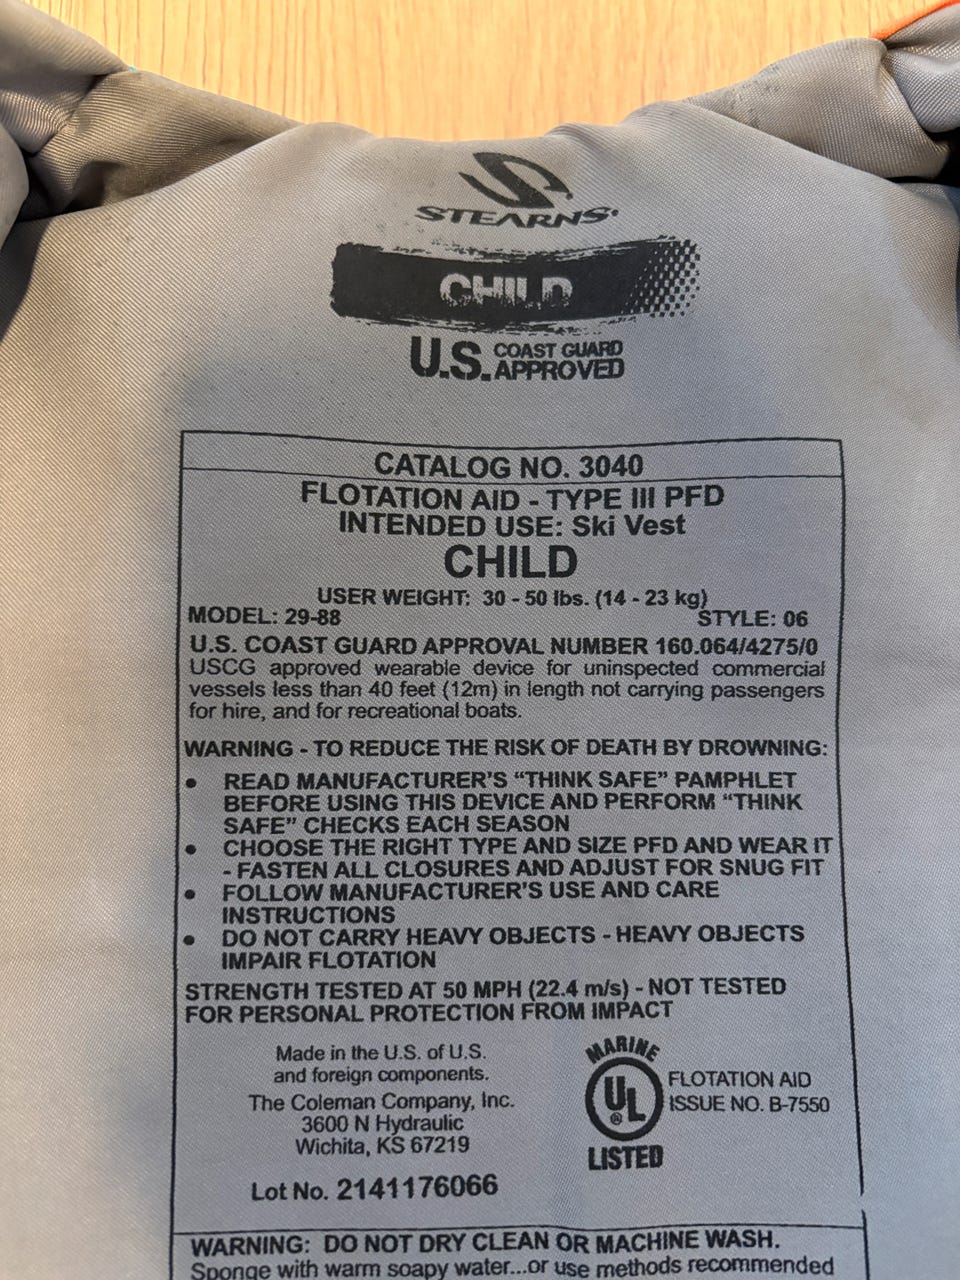 STEARNS®
CHILD
U.S. COAST GUARD
APPROVED
CATALOG NO. 3040
FLOTATION AID - TYPE III PFD
INTENDED USE: Ski Vest
CHILD
USER WEIGHT: 30 - 50 lbs. (14 - 23 kg)
MODEL: 29-88 STYLE: 06
U.S. COAST GUARD APPROVAL NUMBER 160.064/4275/0
USCG approved wearable device for uninspected commercial
vessels less than 40 feet (12m) in length not carrying passengers
for hire, and for recreational boats.
WARNING - TO REDUCE THE RISK OF DEATH BY DROWNING:
• READ MANUFACTURER'S “THINK SAFE” PAMPHLET
BEFORE USING THIS DEVICE AND PERFORM “THINK
SAFE” CHECKS EACH SEASON
• CHOOSE THE RIGHT TYPE AND SIZE PFD AND WEAR IT
- FASTEN ALL CLOSURES AND ADJUST FOR SNUG FIT
• FOLLOW MANUFACTURER'S USE AND CARE
INSTRUCTIONS
• DO NOT CARRY HEAVY OBJECTS - HEAVY OBJECTS
IMPAIR FLOTATION
STRENGTH TESTED AT 50 MPH (22.4 m/s) - NOT TESTED
FOR PERSONAL PROTECTION FROM IMPACT
Made in the U.S. of U.S.
and foreign components.
The Coleman Company, Inc.
3600 N Hydraulic
Wichita, KS 67219
Lot No. 2141176066
MARINE
UL®
LISTED
FLOTATION AID
ISSUE NO. B-7550
WARNING: DO NOT DRY CLEAN OR MACHINE WASH.
Sponge with warm soapy water...or use methods recommended